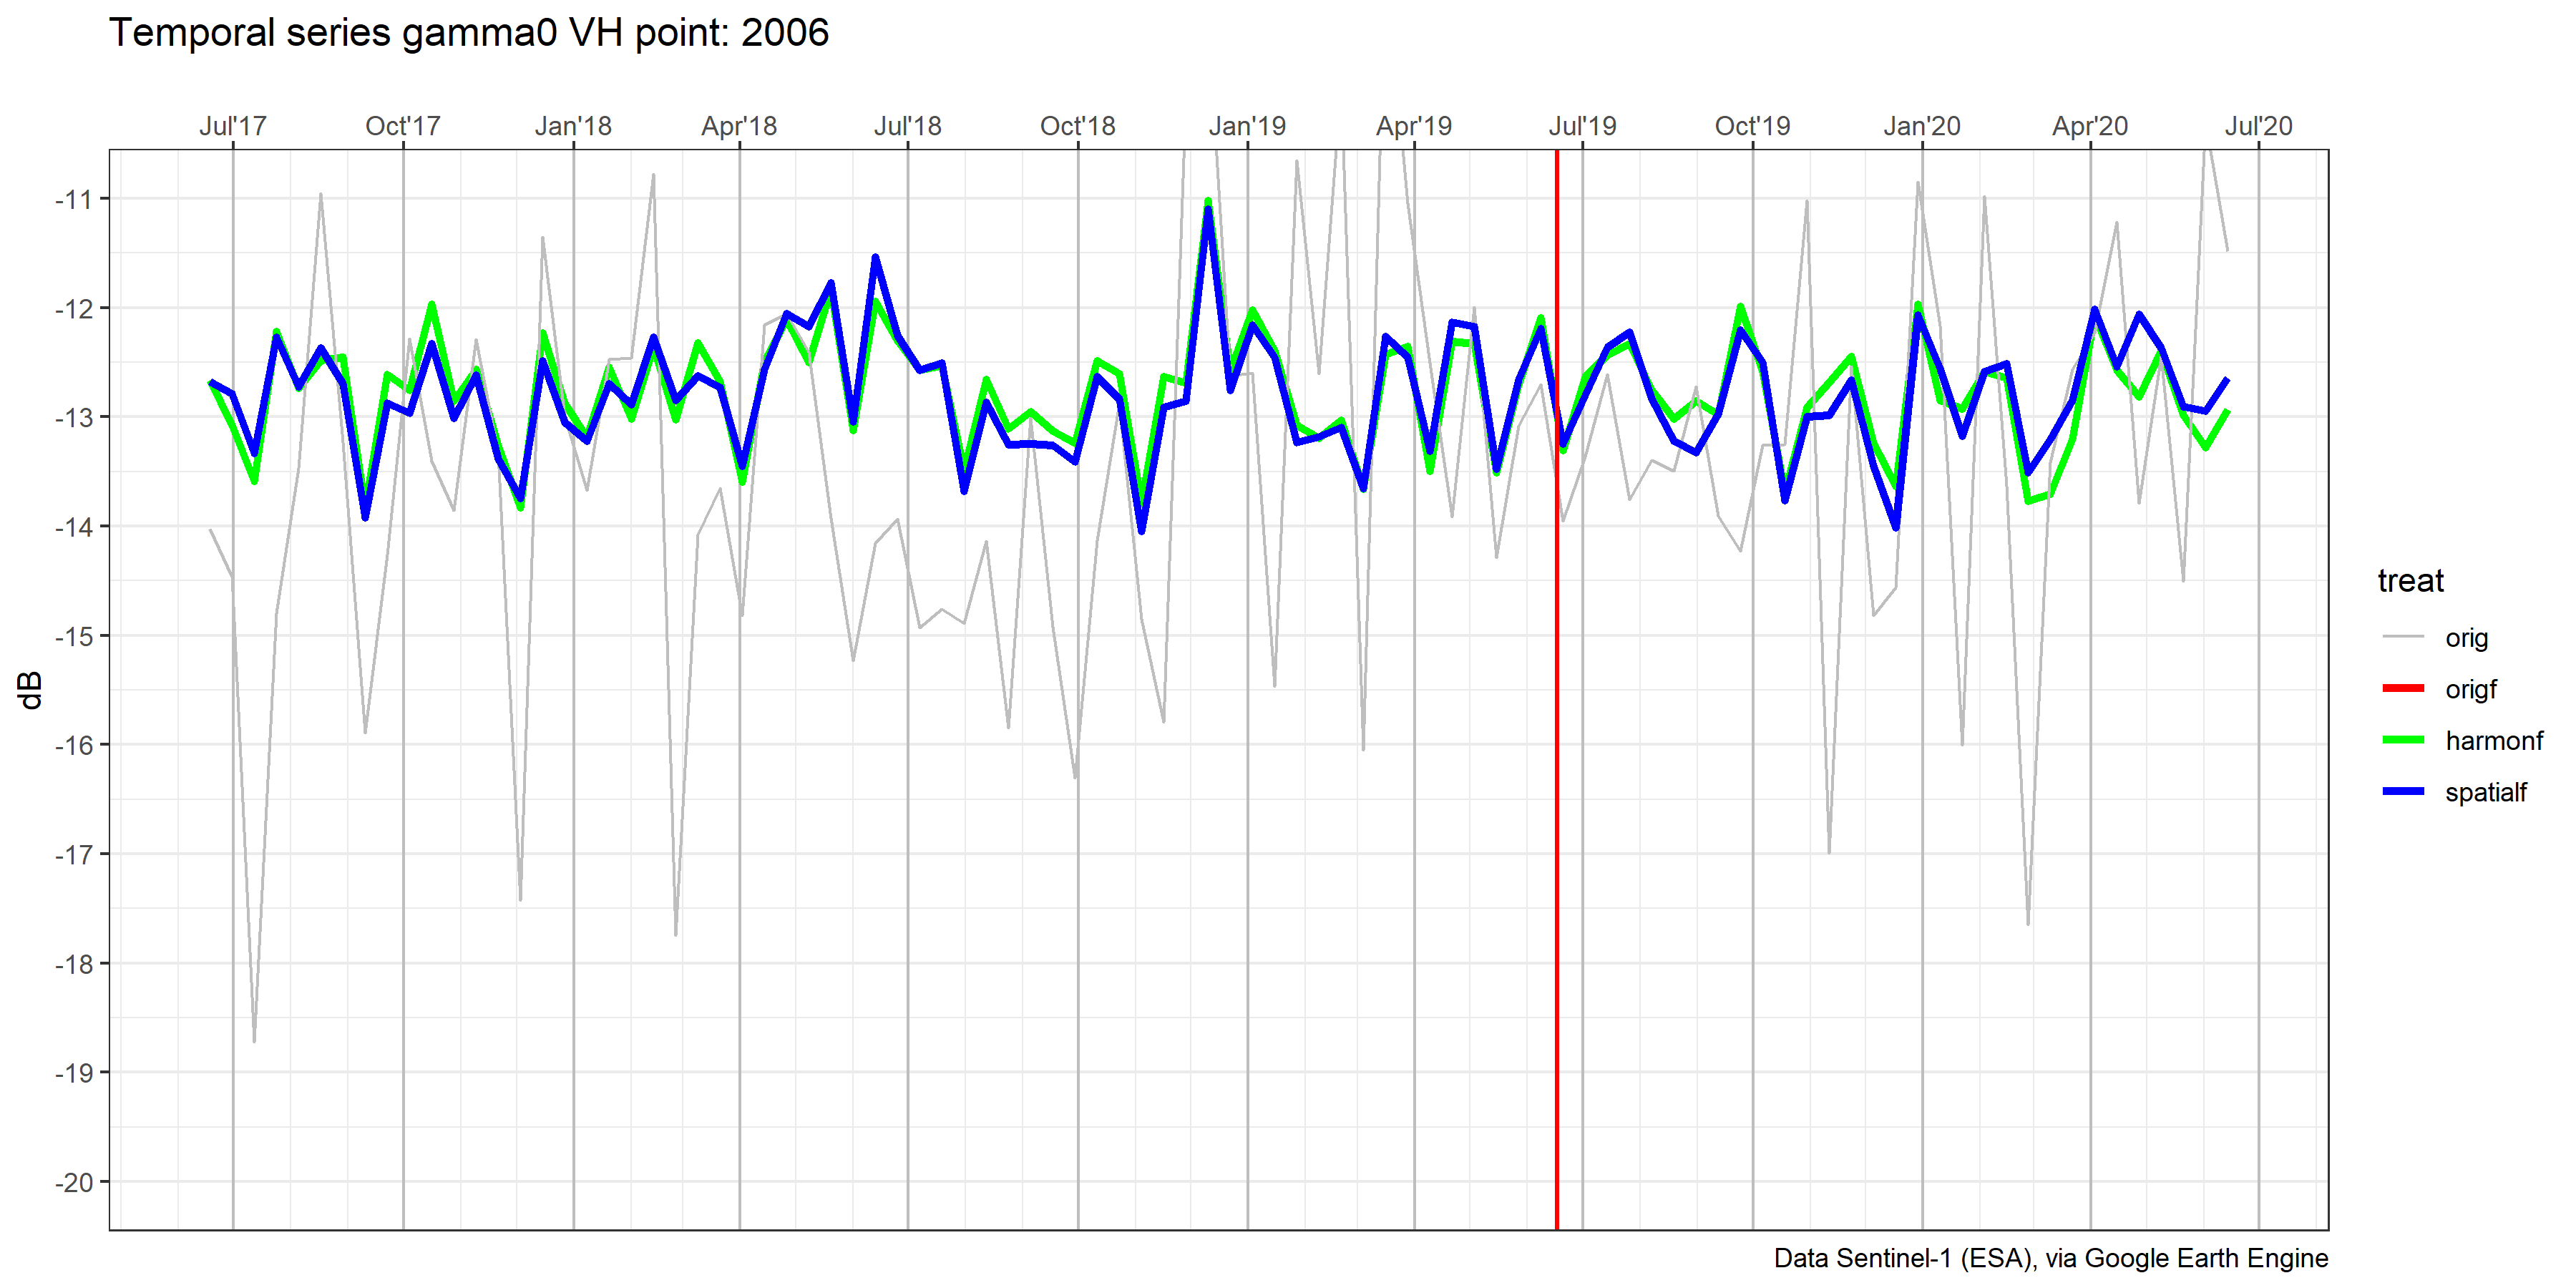 Temporal series gamma0 VH point: 2006
Jul'17 Oct'17 Jan'18 Apr'18 Jul'18 Oct'18 Jan'19 Apr'19 Jul'19 Oct'19 Jan'20 Apr'20 Jul'20
-11
-12
-13
-14
-15
-16
-17
-18
-19
-20
dB
treat
orig
origf
harmonf
spatialf
Data Sentinel-1 (ESA), via Google Earth Engine